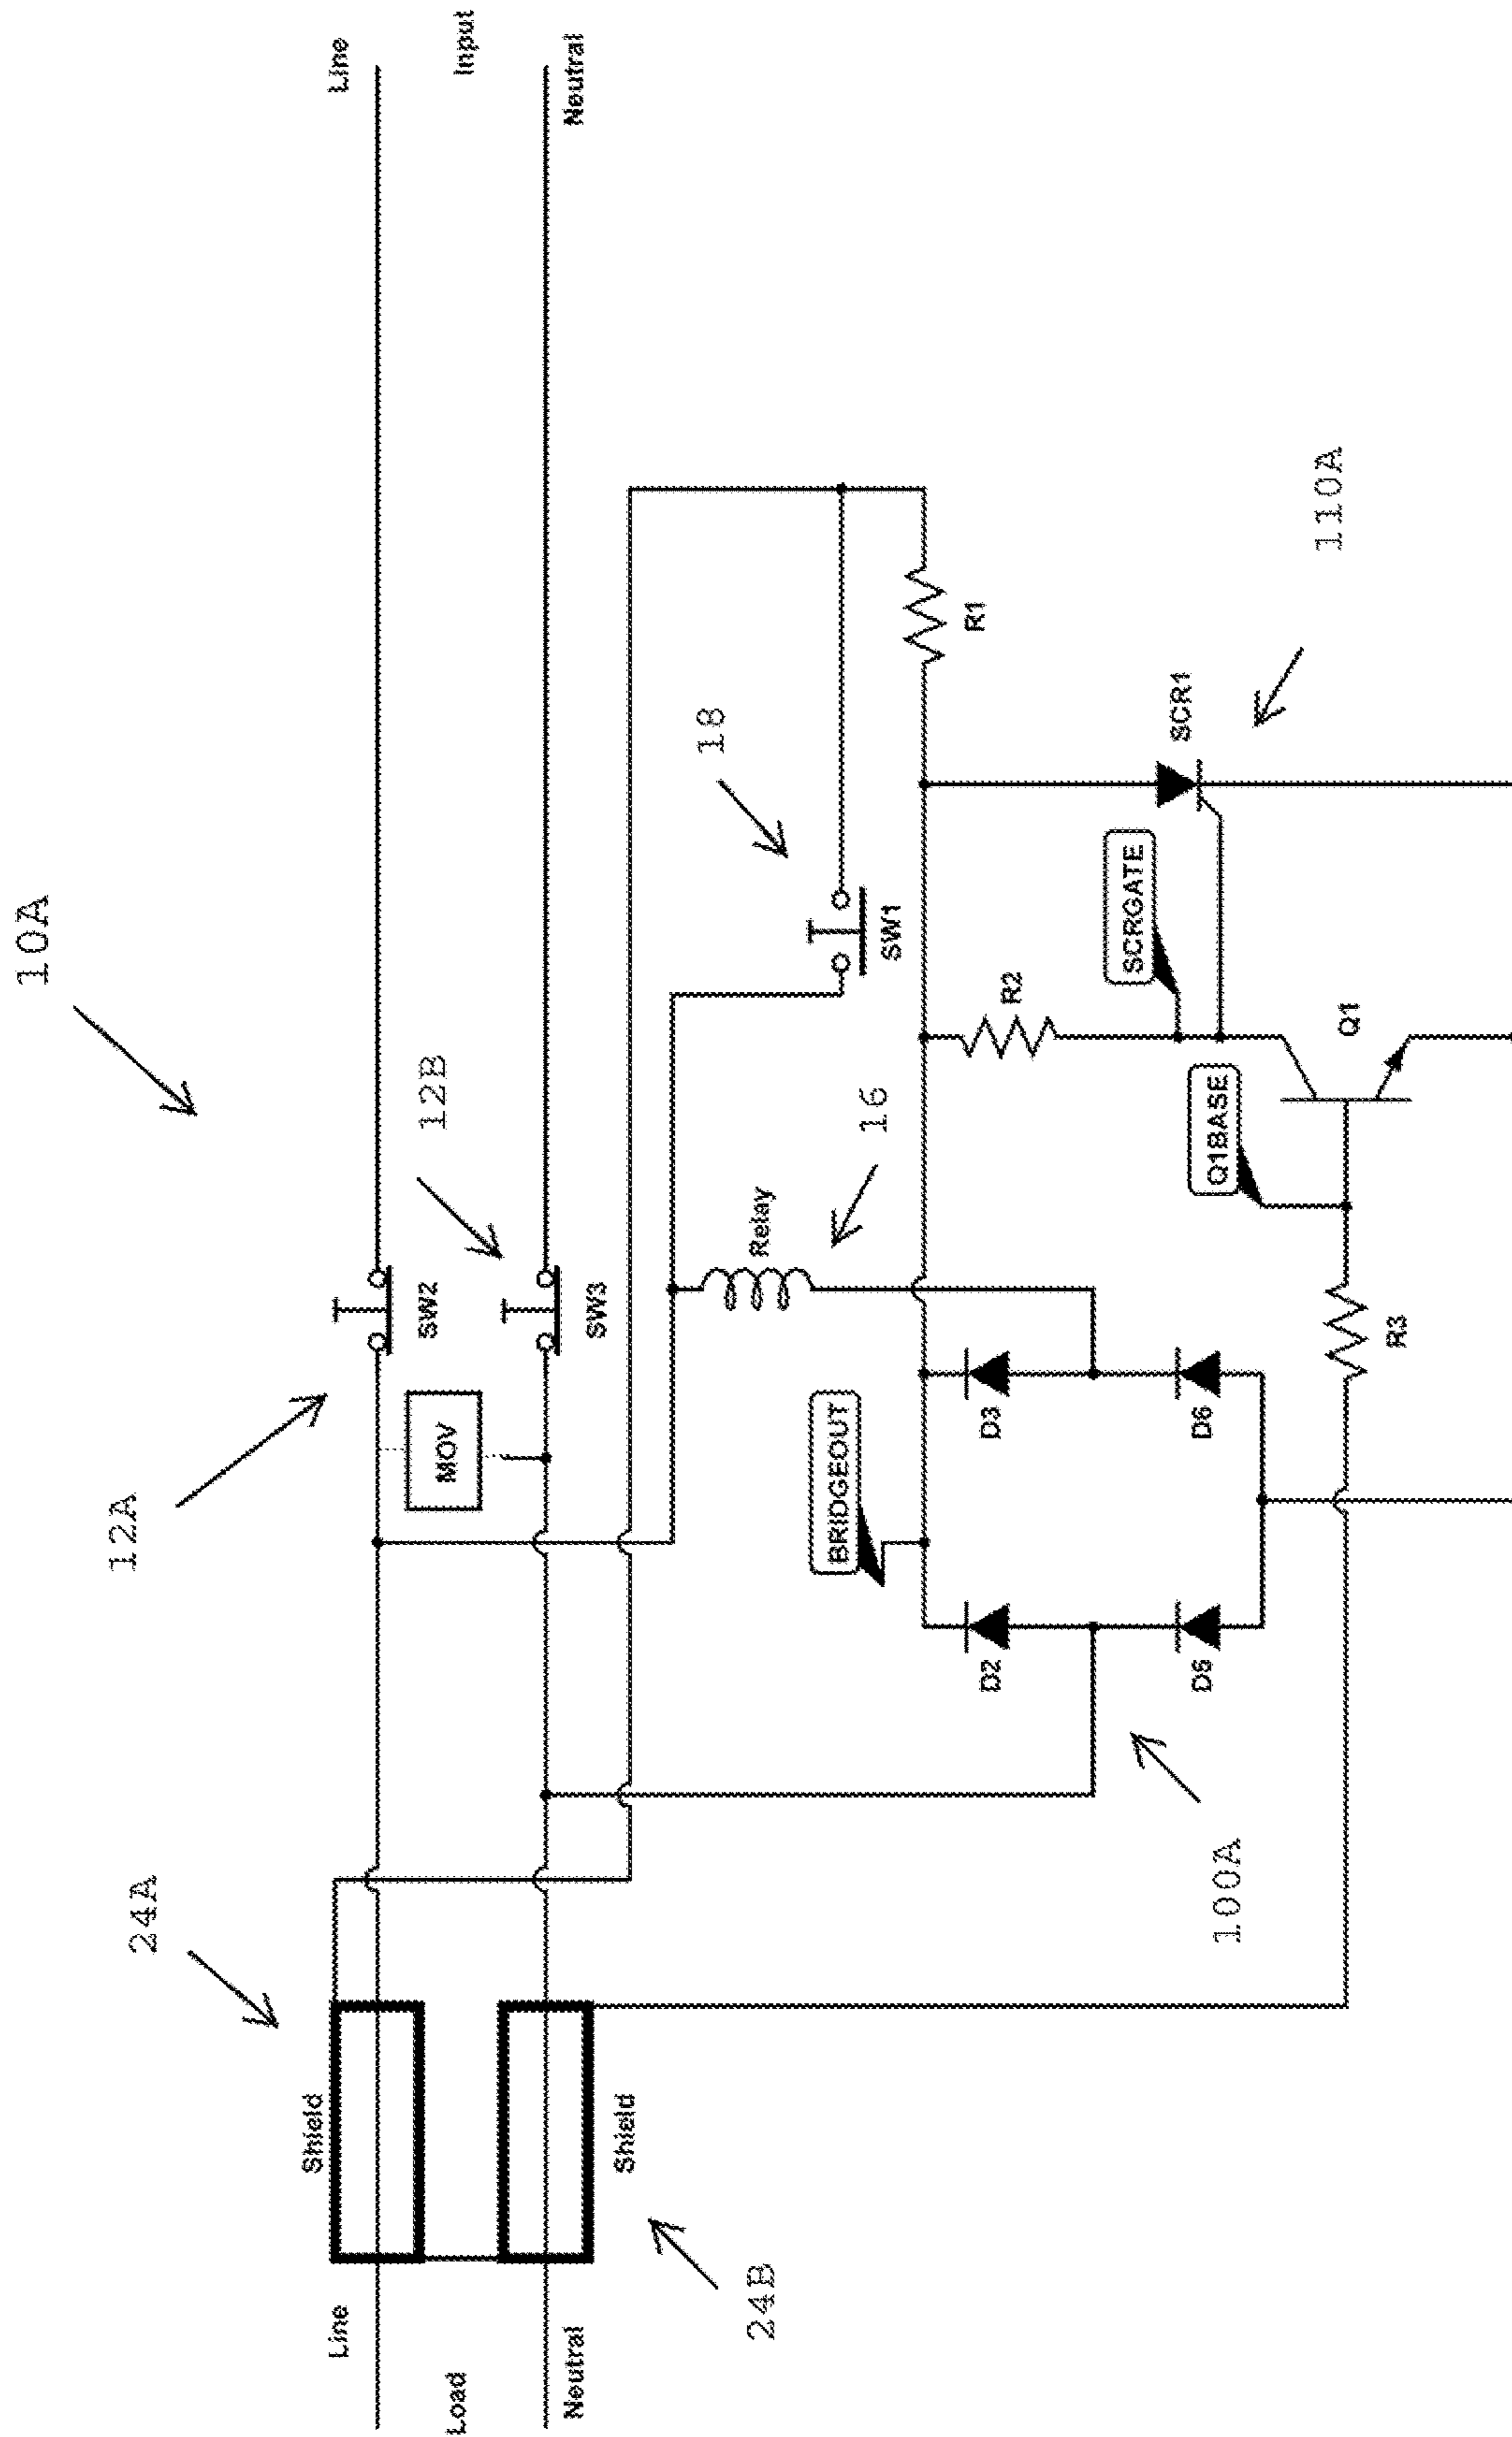 10A
24A
12A
Line
Shield
Line
SW2
12B
Load
MOV
Input
Neutral
Shield
SW3
Neutral
24B
18
Relay
16
SW1
BRIDGEOUT
R1
D2
D3
R2
SCRGATE
SCR1
110A
D5
D6
Q1BASE
100A
Q1
R3